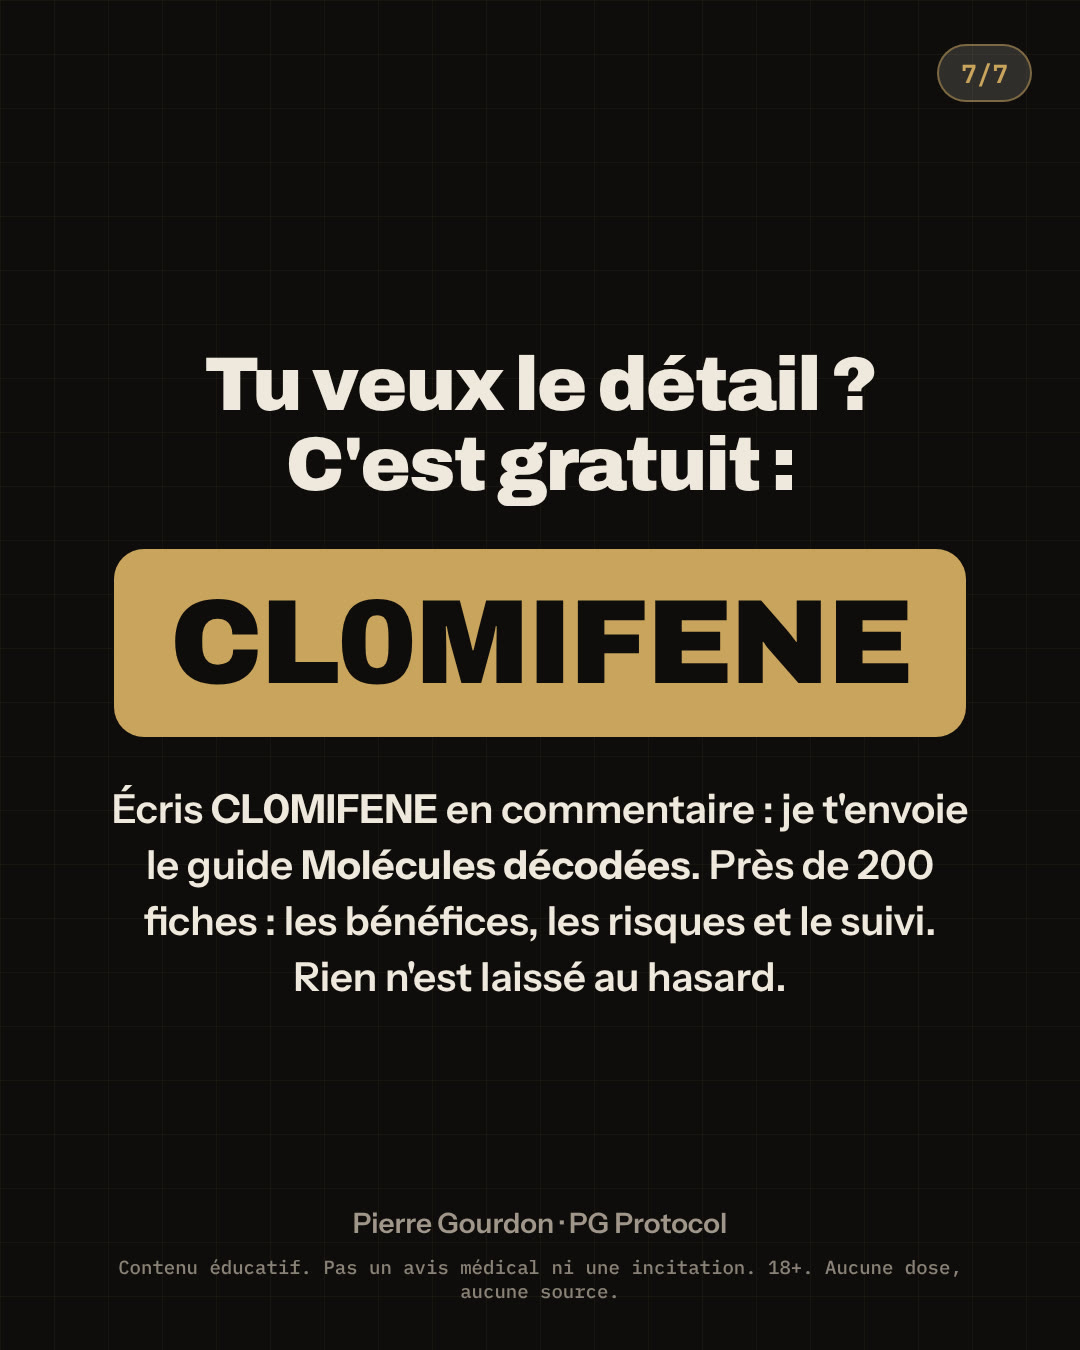 7/7
Tu veux le détail ?
C'est gratuit :
CL0MIFENE
Écris CL0MIFENE en commentaire : je t'envoie
le guide Molécules décodées. Près de 200
fiches : les bénéfices, les risques et le suivi.
Rien n'est laissé au hasard.
Pierre Gourdon · PG Protocol
Contenu éducatif. Pas un avis médical ni une incitation. 18+. Aucune dose,
aucune source.